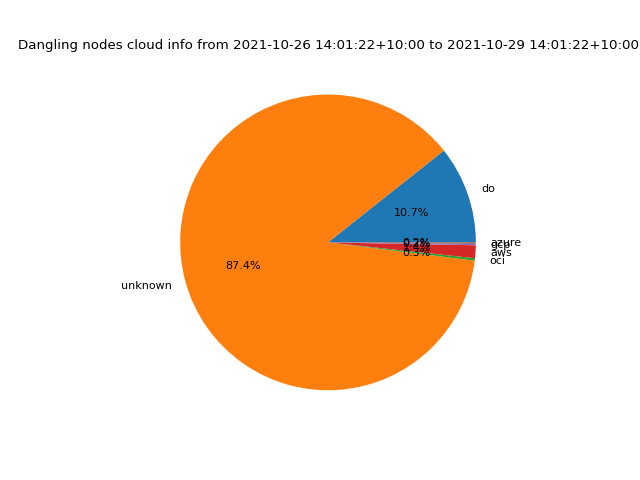 Dangling nodes cloud info from 2021-10-26 14:01:22+10:00 to 2021-10-29 14:01:22+10:00
do
10.7%
azure
gcp
aws
0.3%
oci
87.4%
unknown